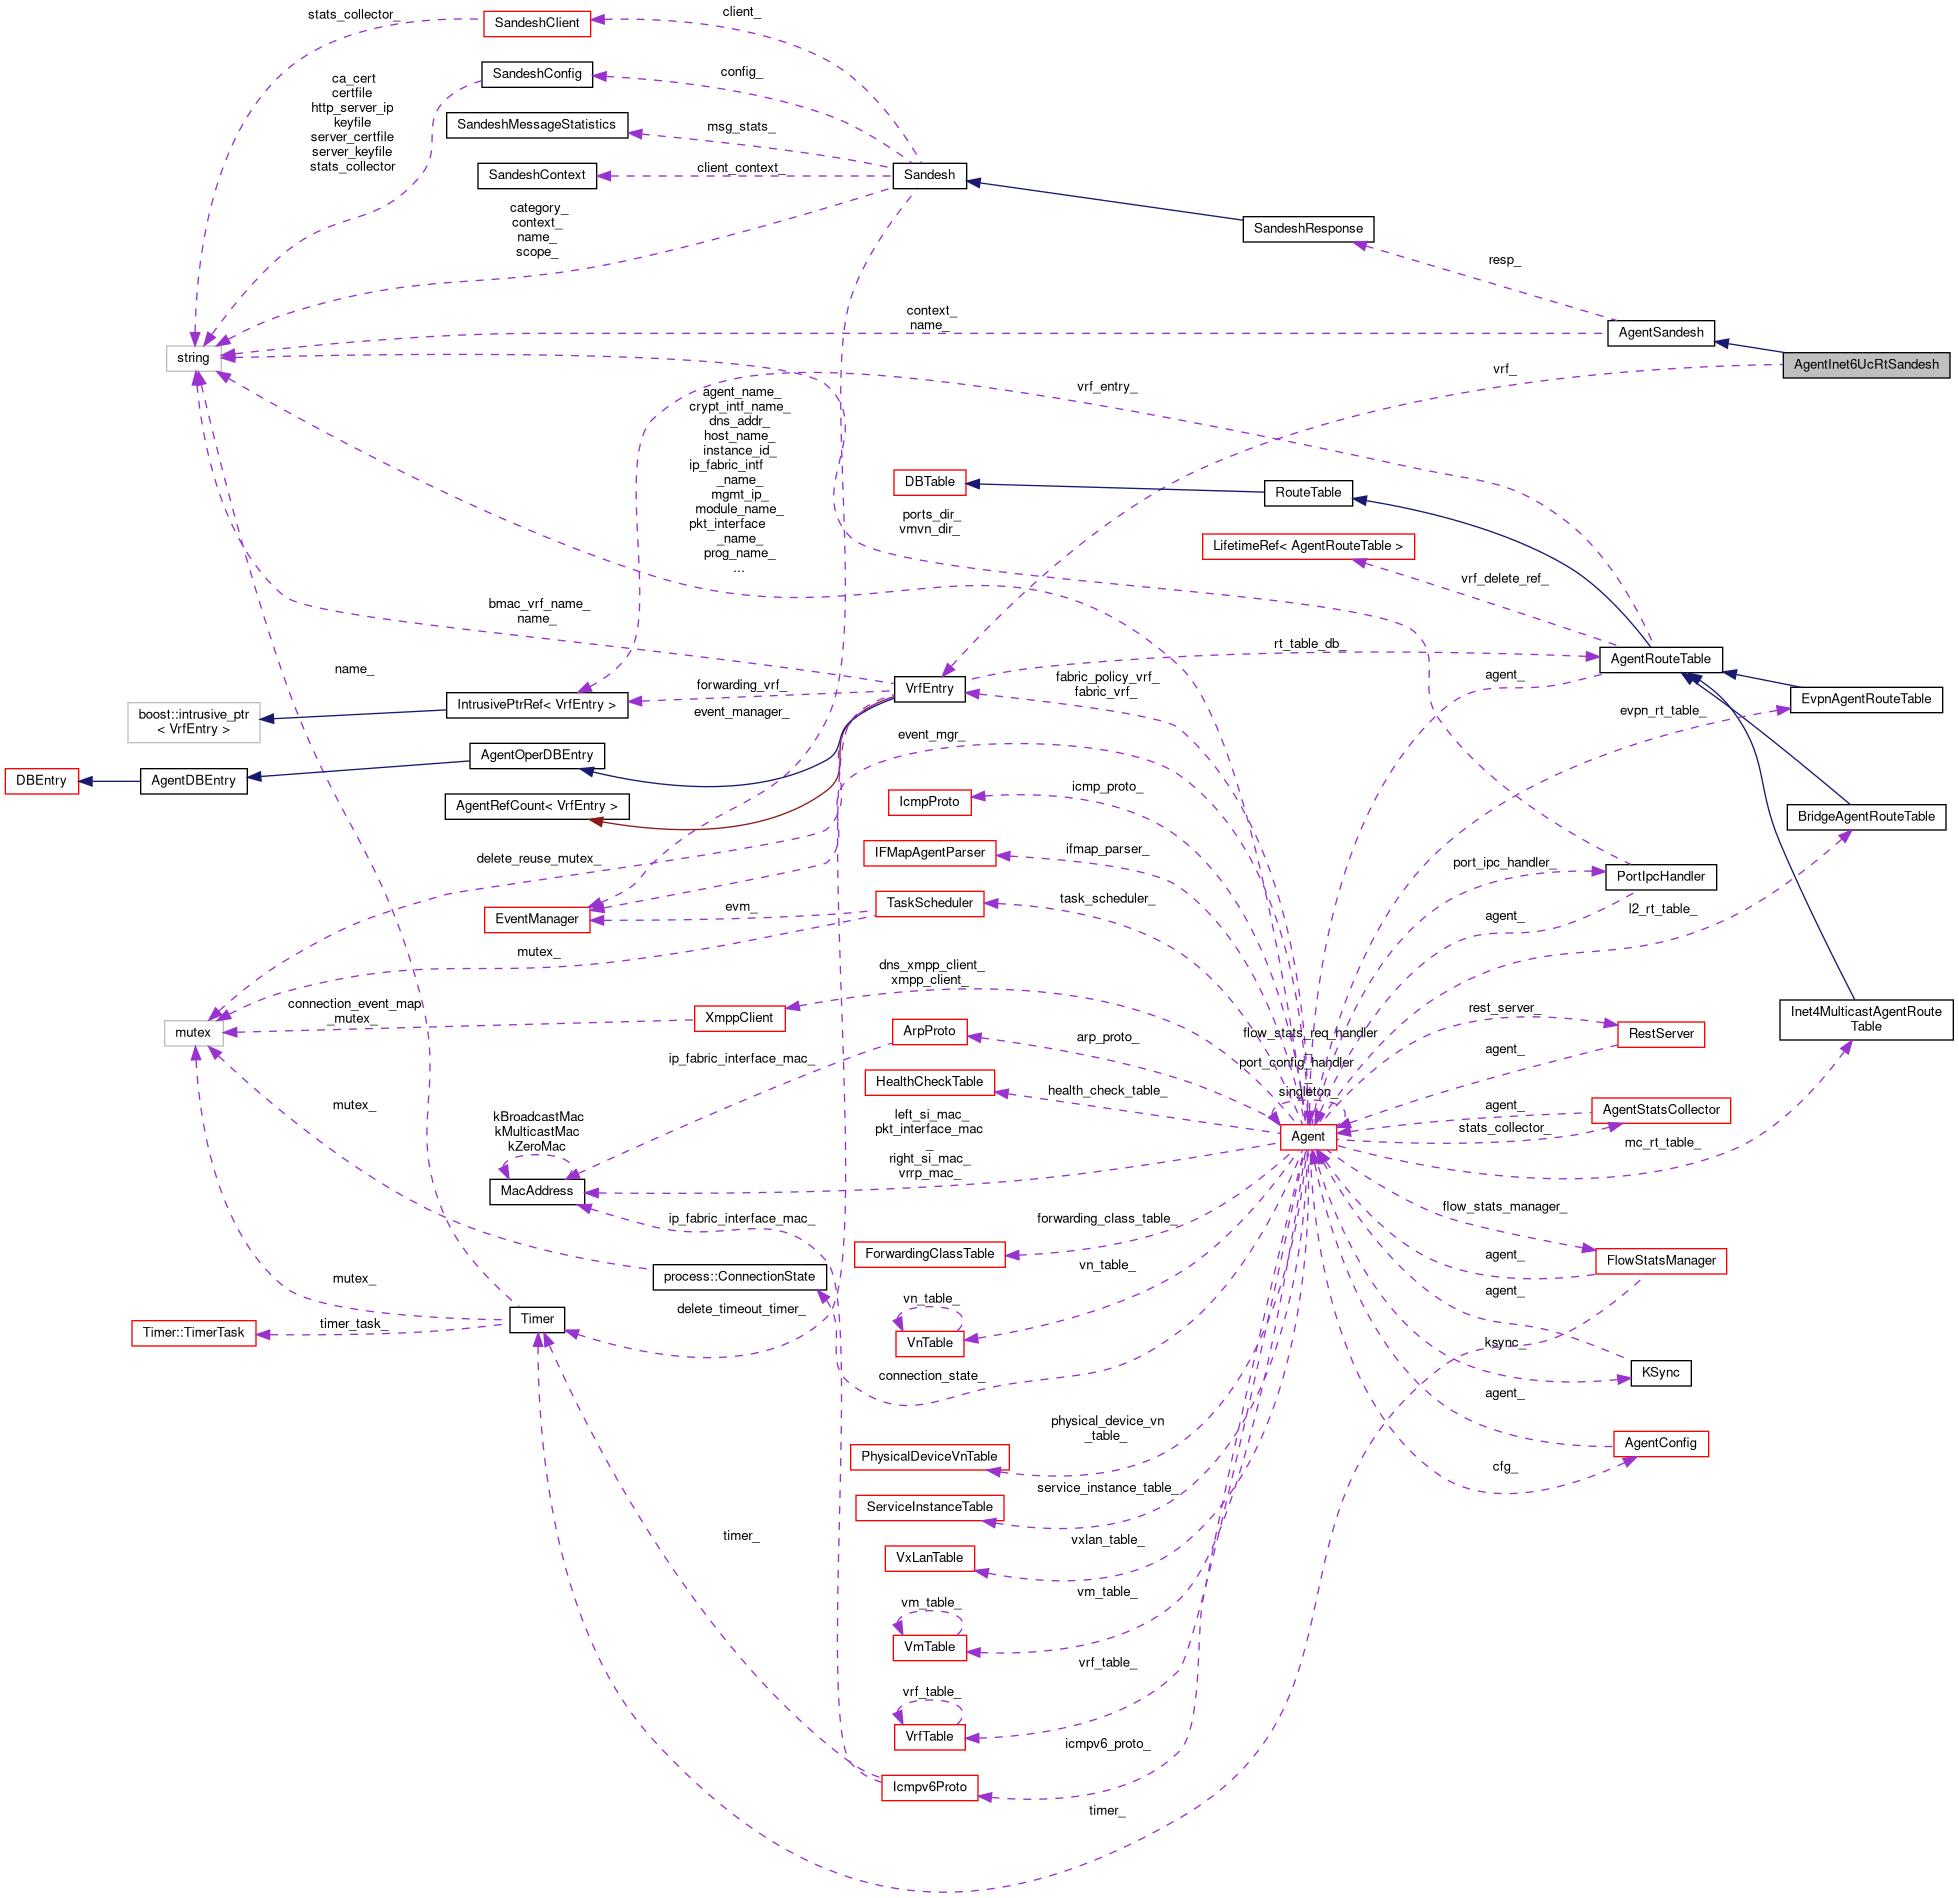 stats_collector_
SandeshClient
client_
ca_cert
certfile
http_server_ip
keyfile
server_certfile
server_keyfile
stats_collector
SandeshConfig
config_
SandeshMessageStatistics
msg_stats_
SandeshContext
client_context_
Sandesh
category_
context_
name_
scope_
SandeshResponse
resp_
string
context_
name_
AgentSandesh
AgentInet6UcRtSandesh
vrf_
vrf_entry_
agent_name_
crypt_intf_name_
dns_addr_
host_name_
instance_id_
ip_fabric_intf
_name_
mgmt_ip_
module_name_
pkt_interface
_name_
prog_name_
...
DBTable
RouteTable
ports_dir_
vmvn_dir_
LifetimeRef< AgentRouteTable >
vrf_delete_ref_
bmac_vrf_name_
name_
rt_table_db_
AgentRouteTable
name_
forwarding_vrf_
VrfEntry
fabric_policy_vrf_
fabric_vrf_
agent_
EvpnAgentRouteTable
boost::intrusive_ptr
< VrfEntry >
IntrusivePtrRef< VrfEntry >
event_manager_
evpn_rt_table_
event_mgr_
AgentOperDBEntry
DBEntry
AgentDBEntry
AgentRefCount< VrfEntry >
IcmpProto
icmp_proto_
BridgeAgentRouteTable
delete_reuse_mutex_
IFMapAgentParser
ifmap_parser_
port_ipc_handler_
PortIpcHandler
EventManager
evm_
TaskScheduler
task_scheduler_
agent_
l2_rt_table_
mutex_
dns_xmpp_client_
xmpp_client_
connection_event_map
_mutex_
mutex
XmppClient
ArpProto
arp_proto_
flow_stats_req_handler
_
port_config_handler
_
singleton_
rest_server_
RestServer
Inet4MulticastAgentRoute
Table
ip_fabric_interface_mac_
agent_
HealthCheckTable
health_check_table_
mutex_
kBroadcastMac
kMulticastMac
kZeroMac
left_si_mac_
pkt_interface_mac
_
right_si_mac_
vrrp_mac_
Agent
agent_
stats_collector_
AgentStatsCollector
mc_rt_table_
MacAddress
ip_fabric_interface_mac_
forwarding_class_table_
flow_stats_manager_
ForwardingClassTable
agent_
FlowStatsManager
process::ConnectionState
vn_table_
agent_
mutex_
vn_table_
delete_timeout_timer_
Timer
Timer::TimerTask
timer_task_
VnTable
ksync_
KSync
connection_state_
agent_
physical_device_vn
_table_
PhysicalDeviceVnTable
AgentConfig
cfg_
service_instance_table_
ServiceInstanceTable
timer_
vxlan_table_
VxLanTable
vm_table_
vm_table_
VmTable
vrf_table_
vrf_table_
VrfTable
icmpv6_proto_
Icmpv6Proto
timer_